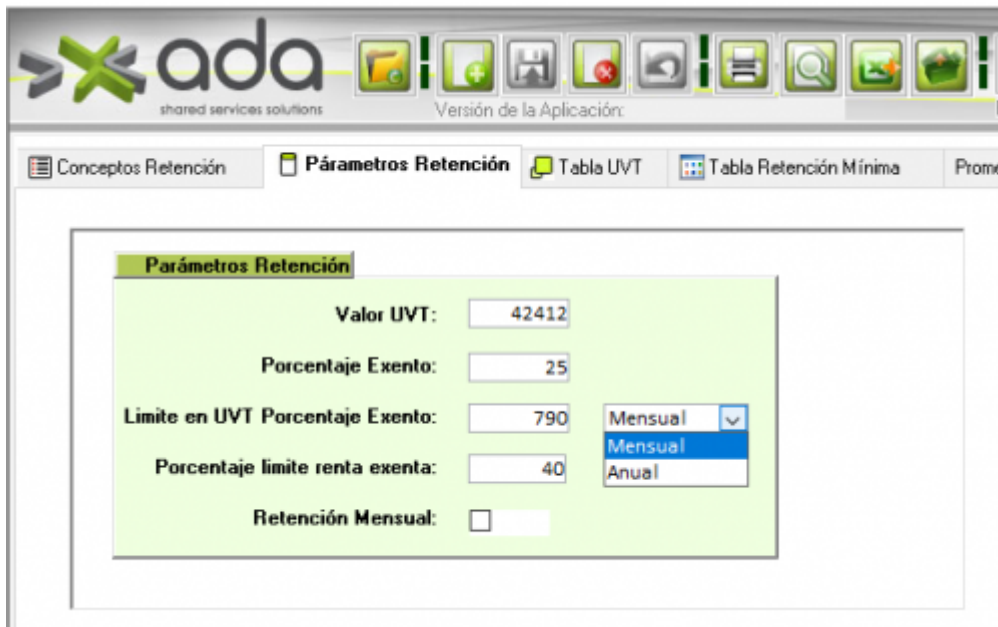 ada
shared services solutions
Versión de la Aplicación:
Conceptos Retención
Párametros Retención
Tabla UVT
Tabla Retención Mínima
Prome
Parámetros Retención
Valor UVT: 42412
Porcentaje Exento: 25
Limite en UVT Porcentaje Exento: 790 Mensual
Mensual
Porcentaje limite renta exenta: 40 Anual
Retención Mensual: